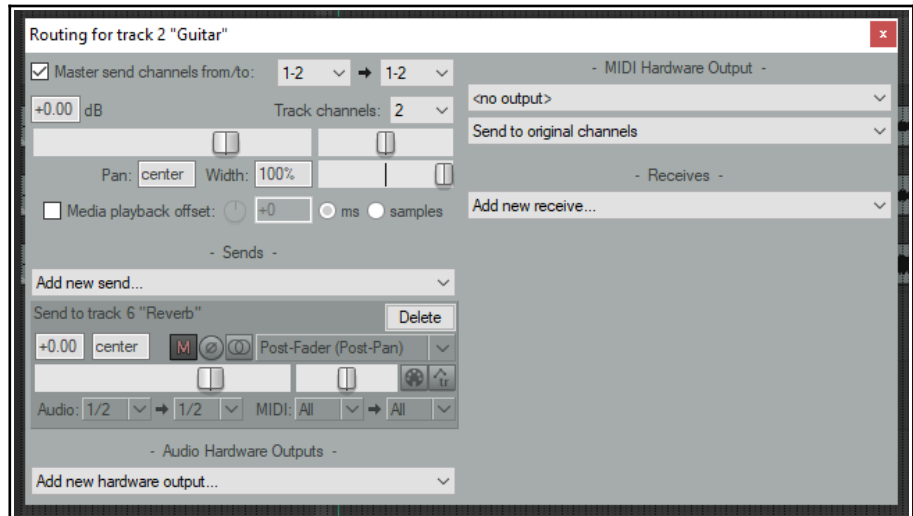 Routing for track 2 "Guitar"
x
Master send channels from/to: 1-2 1-2
+0.00 dB Track channels: 2
Pan: center Width: 100%
Media playback offset: +0 ms samples
- Sends -
Add new send...
Send to track 6 "Reverb" Delete
+0.00 center M Post-Fader (Post-Pan)
tr
Audio: 1/2 1/2 MIDI: All All
- Audio Hardware Outputs -
Add new hardware output...
- MIDI Hardware Output -
<no output>
Send to original channels
- Receives -
Add new receive...